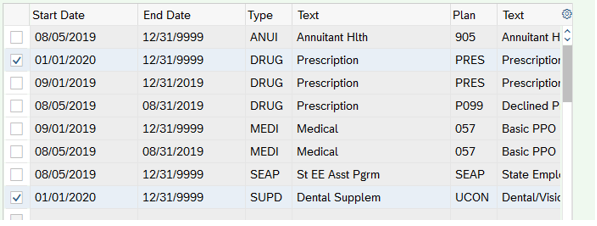 Start Date End Date Type Text Plan Text
08/05/2019 12/31/9999 ANUI Annuitant Hlth 905 Annuitant H
01/01/2020 12/31/9999 DRUG Prescription PRES Prescription
09/01/2019 12/31/2019 DRUG Prescription PRES Prescription
08/05/2019 08/31/2019 DRUG Prescription P099 Declined P
09/01/2019 12/31/9999 MEDI Medical 057 Basic PPO
08/05/2019 08/31/2019 MEDI Medical 057 Basic PPO
08/05/2019 12/31/9999 SEAP St EE Asst Pgrm SEAP State Emplo
01/01/2020 12/31/9999 SUPD Dental Supplem UCON Dental/Visio